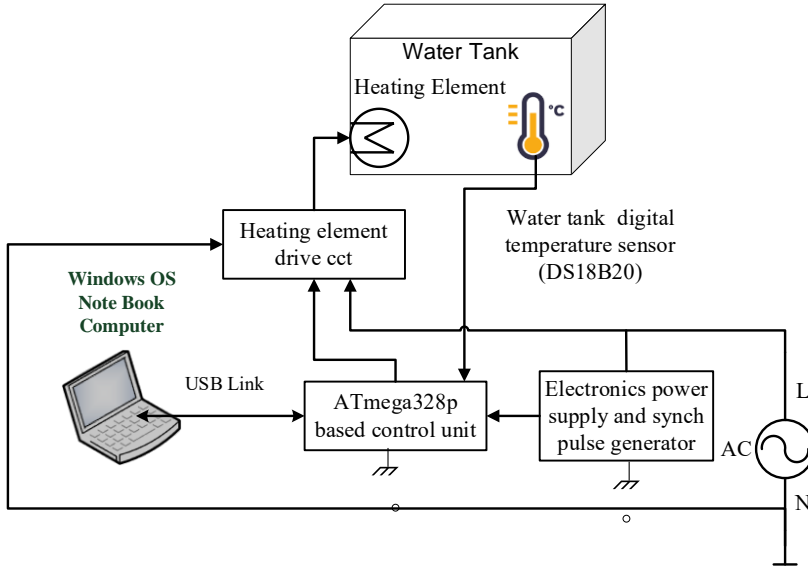 Water Tank
Heating Element
°C
Heating element
drive cct
Water tank digital
temperature sensor
(DS18B20)
Windows OS
Note Book
Computer
USB Link
ATmega328p
based control unit
Electronics power
supply and synch
pulse generator
L
AC
N